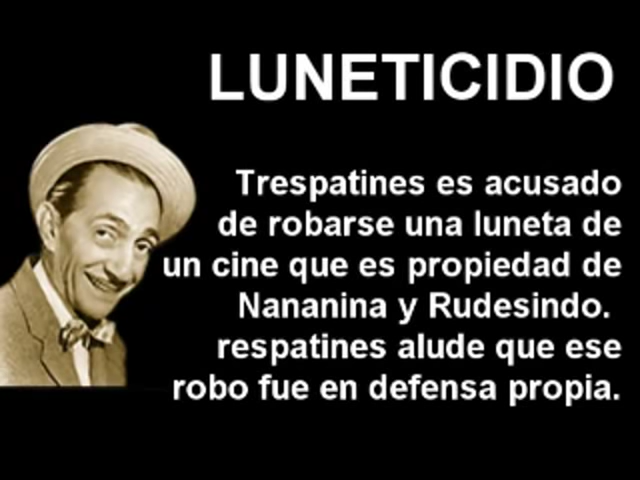 LUNETICIDIO
Trespatines es acusado
de robarse una luneta de
un cine que es propiedad de
Nananina y Rudesindo.
respatines alude que ese
robo fue en defensa propia.